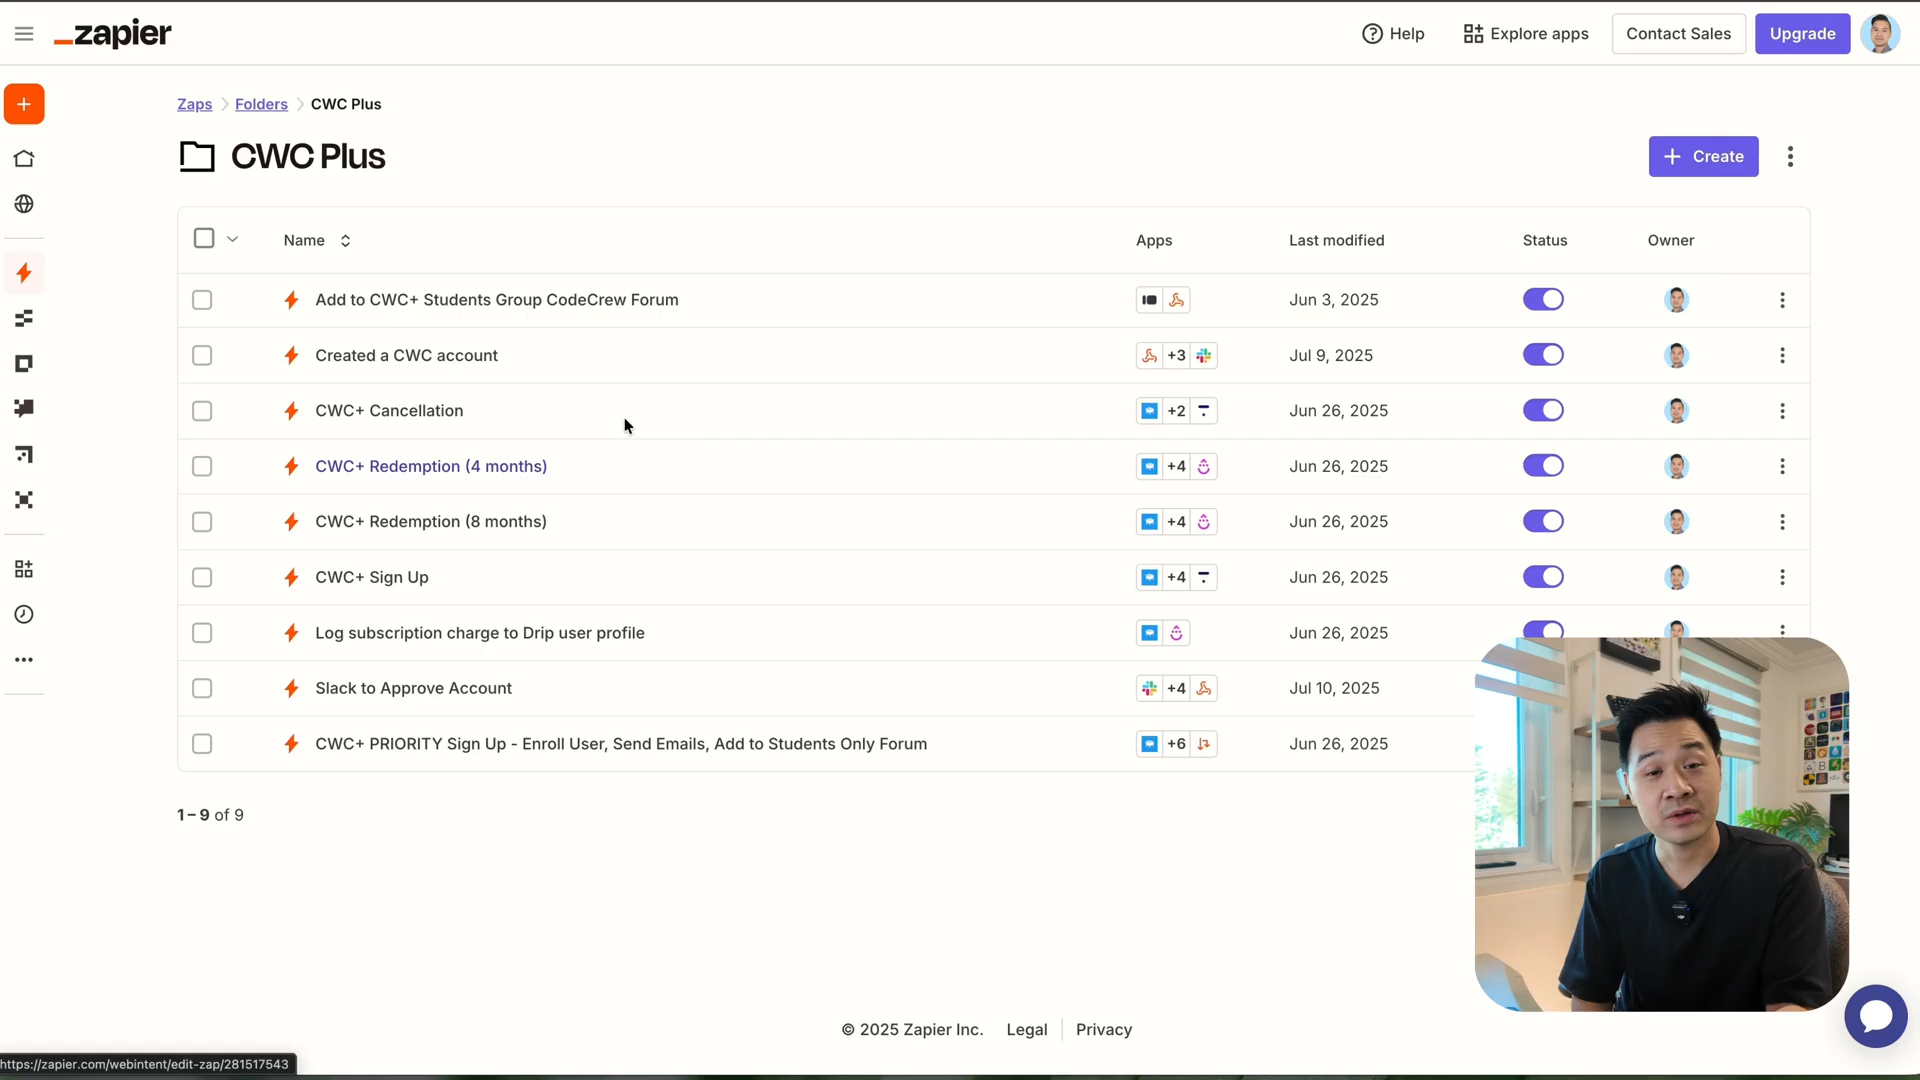 zapier
Help
Explore apps
Contact Sales
Upgrade
Zaps
Folders
CWC Plus
CWC Plus
Create
Name
Apps
Last modified
Status
Owner
Add to CWC+ Students Group CodeCrew Forum
Jun 3, 2025
Created a CWC account
+3
Jul 9, 2025
CWC+ Cancellation
+2
Jun 26, 2025
CWC+ Redemption (4 months)
+4
Jun 26, 2025
CWC+ Redemption (8 months)
+4
Jun 26, 2025
CWC+ Sign Up
+4
Jun 26, 2025
Log subscription charge to Drip user profile
Jun 26, 2025
Slack to Approve Account
+4
Jul 10, 2025
CWC+ PRIORITY Sign Up - Enroll User, Send Emails, Add to Students Only Forum
+6
Jun 26, 2025
1 – 9 of 9
© 2025 Zapier Inc.
Legal
Privacy
https://zapier.com/webintent/edit-zap/281517543